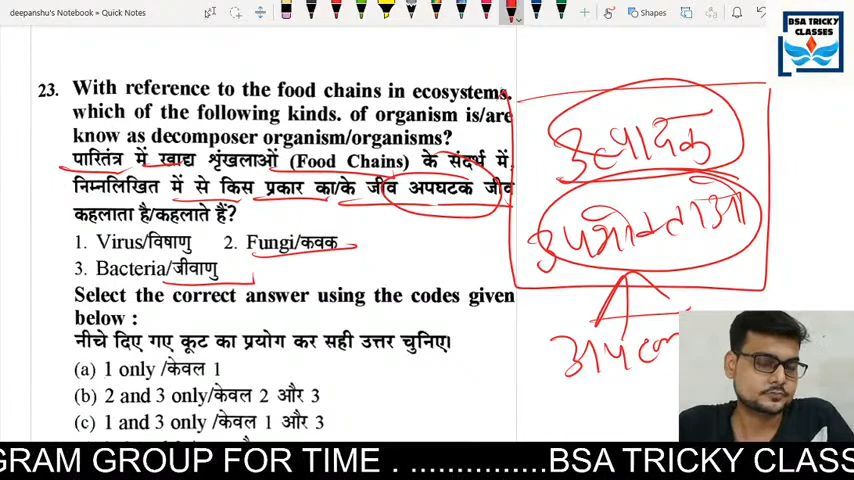 deepanshu's Notebook » Quick Notes
Shapes
BSA TRICKY
CLASSES
23. With reference to the food chains in ecosystems,
which of the following kinds. of organism is/are
know as decomposer organism/organisms?
पारितंत्र में खाद्य शृंखलाओं (Food Chains) के संदर्भ में,
निम्नलिखित में से किस प्रकार का/के जीव अपघटक जीव
कहलाता है/कहलाते हैं?
1. Virus/विषाणु 2. Fungi/कवक
3. Bacteria/जीवाणु
Select the correct answer using the codes given
below :
नीचे दिए गए कूट का प्रयोग कर सही उत्तर चुनिए।
(a) 1 only/केवल 1
(b) 2 and 3 only/केवल 2 और 3
(c) 1 and 3 only/केवल 1 और 3
उत्पादक
उपभोक्ताओ
GRAM GROUP FOR TIME . ..............BSA TRICKY CLASS